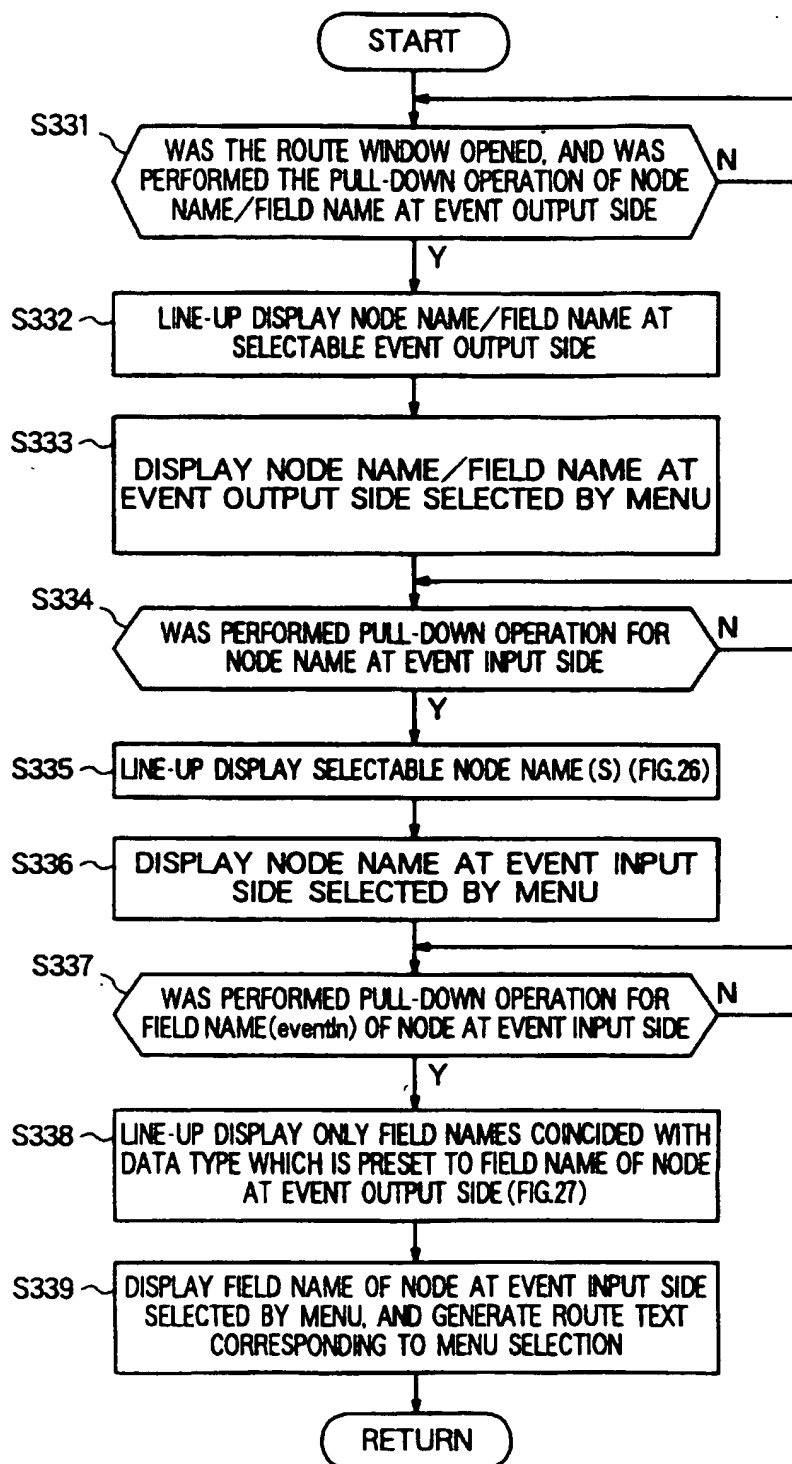 START
S331
WAS THE ROUTE WINDOW OPENED, AND WAS
PERFORMED THE PULL-DOWN OPERATION OF NODE
NAME/FIELD NAME AT EVENT OUTPUT SIDE
N
Y
S332
LINE-UP DISPLAY NODE NAME/FIELD NAME AT
SELECTABLE EVENT OUTPUT SIDE
S333
DISPLAY NODE NAME/FIELD NAME AT
EVENT OUTPUT SIDE SELECTED BY MENU
S334
WAS PERFORMED PULL-DOWN OPERATION FOR
NODE NAME AT EVENT INPUT SIDE
N
Y
S335
LINE-UP DISPLAY SELECTABLE NODE NAME(S) (FIG.26)
S336
DISPLAY NODE NAME AT EVENT INPUT
SIDE SELECTED BY MENU
S337
WAS PERFORMED PULL-DOWN OPERATION FOR
FIELD NAME(eventIn) OF NODE AT EVENT INPUT SIDE
N
Y
S338
LINE-UP DISPLAY ONLY FIELD NAMES COINCIDED WITH
DATA TYPE WHICH IS PRESET TO FIELD NAME OF NODE
AT EVENT OUTPUT SIDE (FIG.27)
S339
DISPLAY FIELD NAME OF NODE AT EVENT INPUT SIDE
SELECTED BY MENU, AND GENERATE ROUTE TEXT
CORRESPONDING TO MENU SELECTION
RETURN